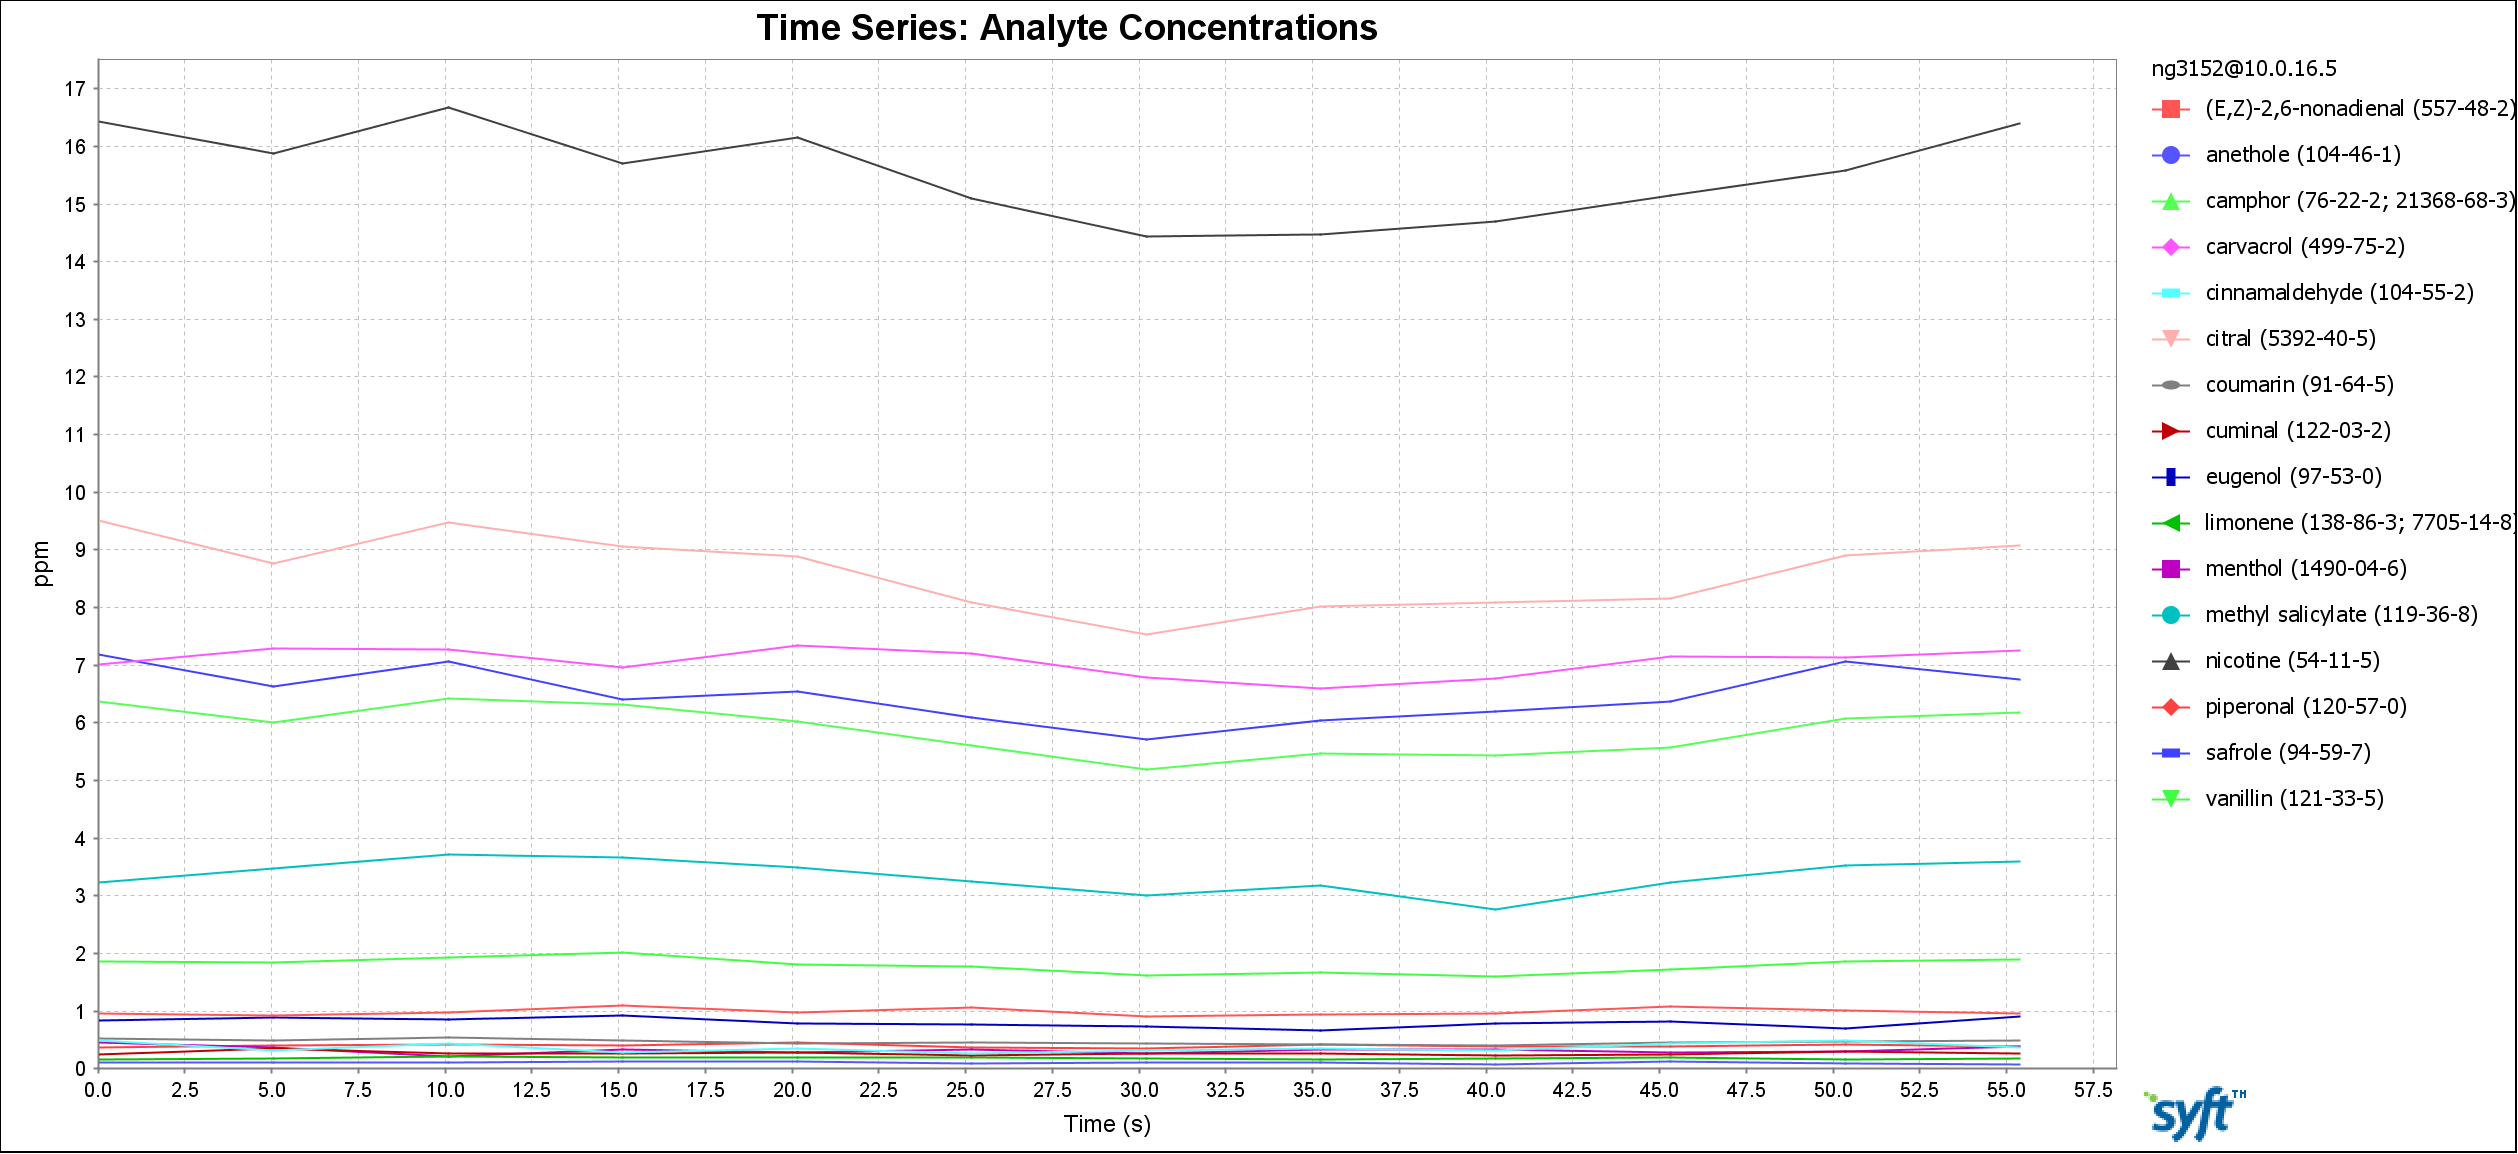 Time Series: Analyte Concentrations
ppm
17
16
15
14
13
12
11
10
9
8
7
6
5
4
3
2
1
0
0.0 2.5 5.0 7.5 10.0 12.5 15.0 17.5 20.0 22.5 25.0 27.5 30.0 32.5 35.0 37.5 40.0 42.5 45.0 47.5 50.0 52.5 55.0 57.5
Time (s)
ng3152@10.0.16.5
(E,Z)-2,6-nonadienal (557-48-2)
anethole (104-46-1)
camphor (76-22-2; 21368-68-3)
carvacrol (499-75-2)
cinnamaldehyde (104-55-2)
citral (5392-40-5)
coumarin (91-64-5)
cuminal (122-03-2)
eugenol (97-53-0)
limonene (138-86-3; 7705-14-8)
menthol (1490-04-6)
methyl salicylate (119-36-8)
nicotine (54-11-5)
piperonal (120-57-0)
safrole (94-59-7)
vanillin (121-33-5)
syft™